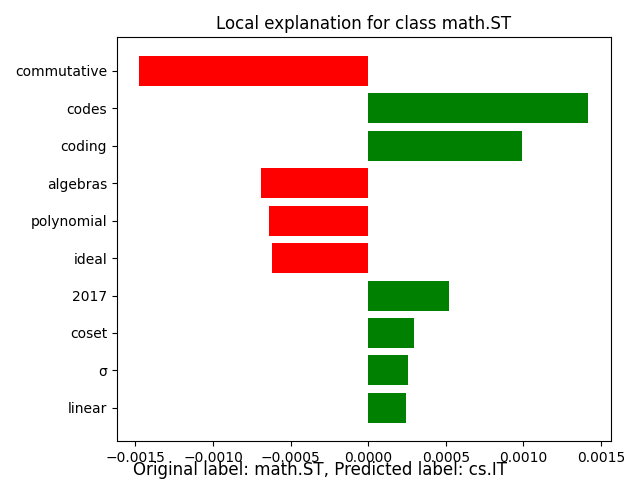 Local explanation for class math.ST
commutative
codes
coding
algebras
polynomial
ideal
2017
coset
σ
linear
−0.0015 −0.0010 −0.0005 0.0000 0.0005 0.0010 0.0015
Original label: math.ST, Predicted label: cs.IT